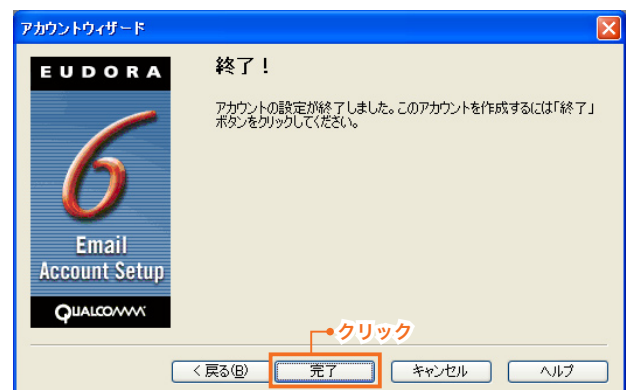 アカウントウィザード
EUDORA
6
Email
Account Setup
QUALCOMM
終了！
アカウントの設定が終了しました。このアカウントを作成するには「終了」
ボタンをクリックしてください。
クリック
< 戻る(B)
完了
キャンセル
ヘルプ